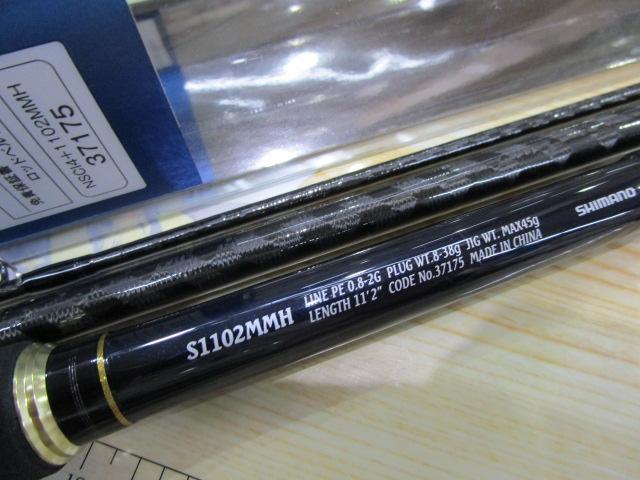 37175
NSCI4+ 1102MMH
SHIMANO
S1102MMH
LINE PE 0.8-2G PLUG WT.8-38g JIG WT. MAX45g
LENGTH 11'2" CODE No.37175 MADE IN CHINA